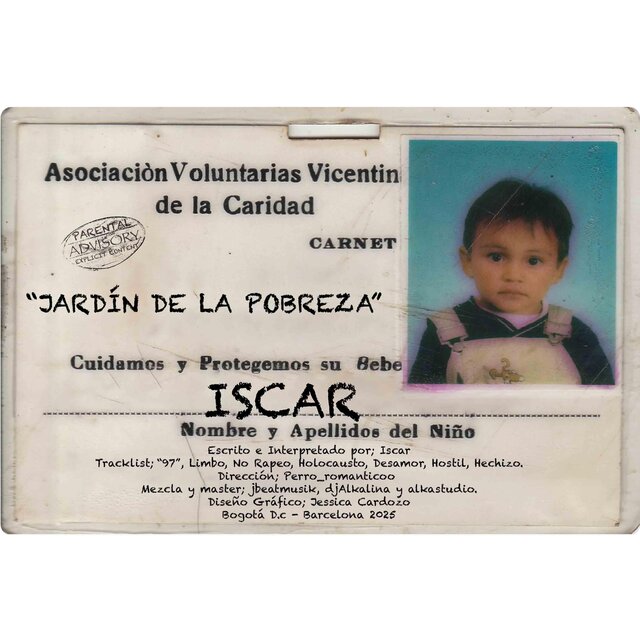 Asociaciòn Voluntarias Vicentin
de la Caridad
CARNET
PARENTAL
ADVISORY
EXPLICIT CONTENT
“JARDÍN DE LA POBREZA”
Cuidamos y Protegemos su Bebe
ISCAR
Nombre y Apellidos del Niño
Escrito e Interpretado por; Iscar
Tracklist; “97”, Limbo, No Rapeo, Holocausto, Desamor, Hostil, Hechizo.
Dirección; Perro_romanticoo
Mezcla y master; jbeatmusik, djAlkalina y alkastudio.
Diseño Gráfico; Jessica Cardozo
Bogotá D.c - Barcelona 2025